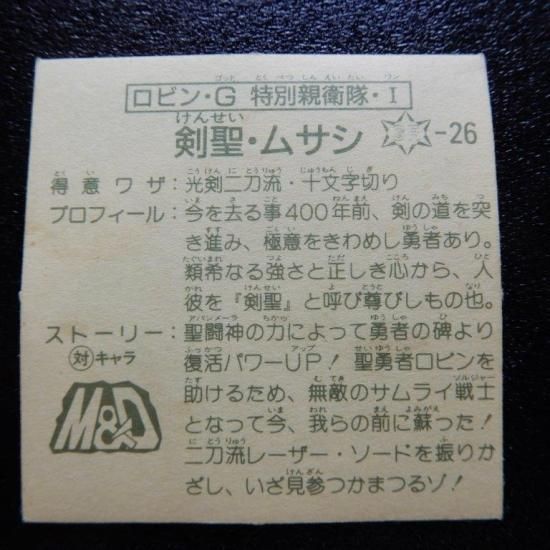 ロビン・G 特別親衛隊・I
剣聖・ムサシ -26
得意ワザ:光剣二刀流・十文字切り
プロフィール:今を去る事400年前、剣の道を突
き進み、極意をきわめし勇者あり。
類希なる強さと正しき心から、人
彼を『剣聖』と呼び尊びしもの也。
ストーリー:聖闘神の力によって勇者の碑より
対キャラ 復活パワーUP!聖勇者ロビンを
助けるため、無敵のサムライ戦士
となって今、我らの前に蘇った!
二刀流レーザー・ソードを振りか
ざし、いざ見参つかまつるゾ!
M&D